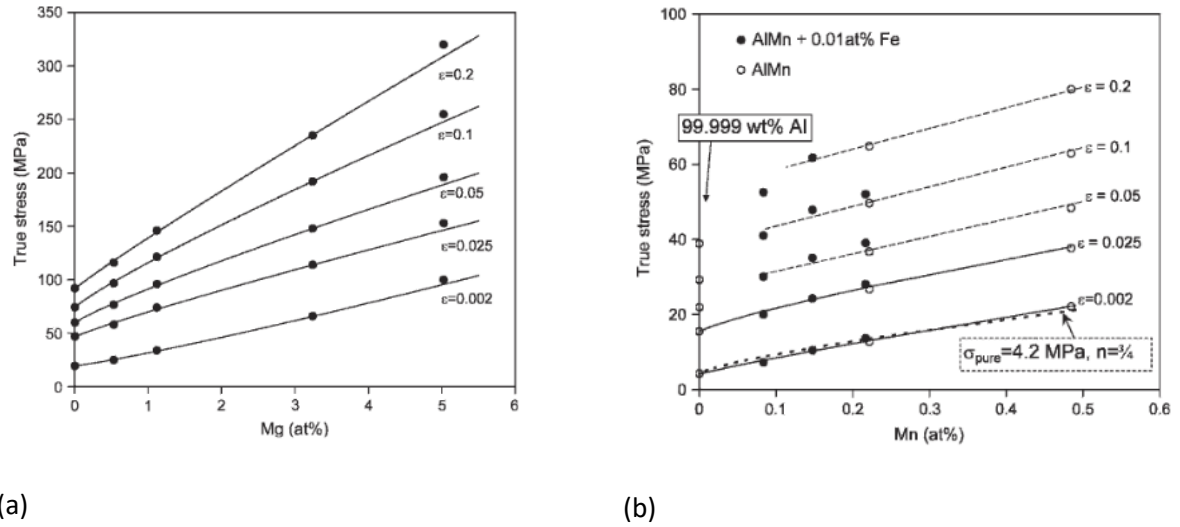 350
300
250
200
150
100
50
0
True stress (MPa)
ε=0.2
ε=0.1
ε=0.05
ε=0.025
ε=0.002
0 1 2 3 4 5 6
Mg (at%)
(a)
100
80
60
40
20
0
True stress (MPa)
● AlMn + 0.01at% Fe
○ AlMn
99.999 wt% Al
ε = 0.2
ε = 0.1
ε = 0.05
ε = 0.025
ε=0.002
σpure=4.2 MPa, n=¾
0 0.1 0.2 0.3 0.4 0.5 0.6
Mn (at%)
(b)